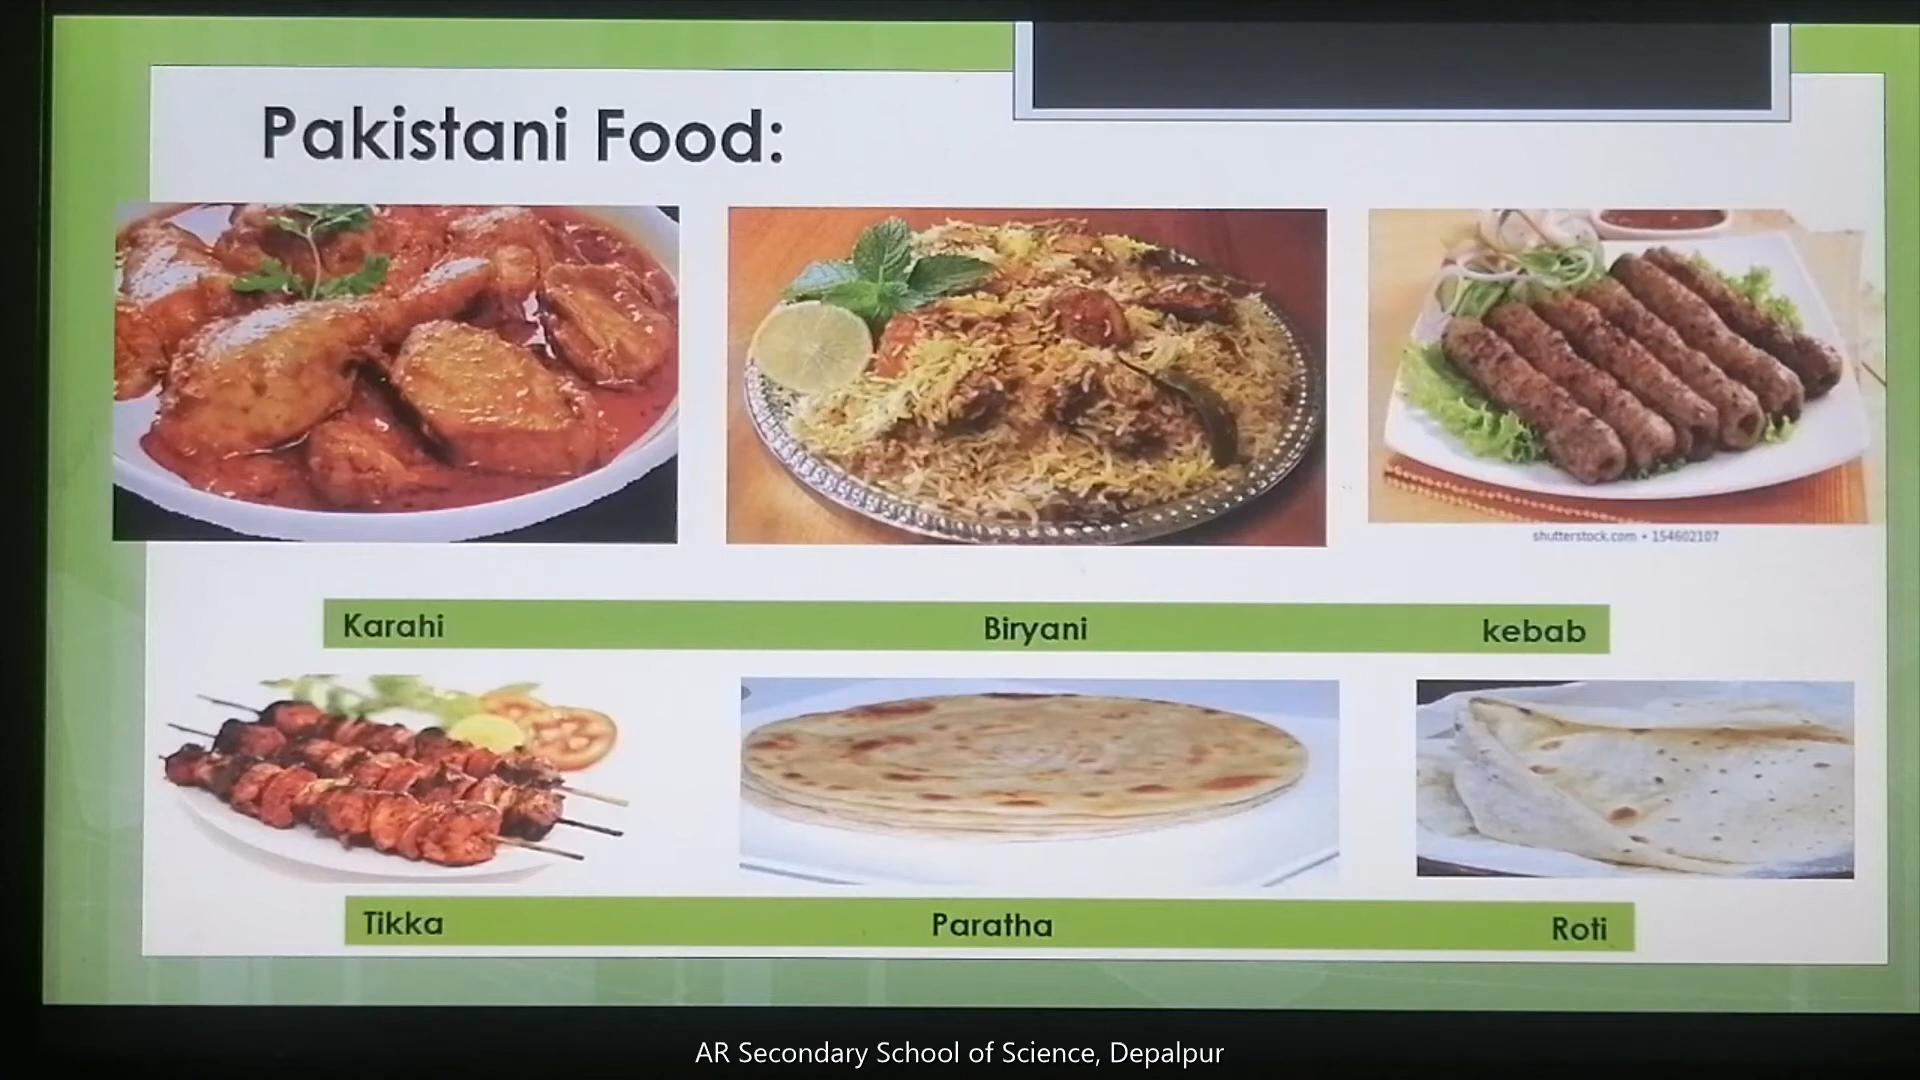 Pakistani Food:
shutterstock.com • 154602107
Karahi Biryani kebab
Tikka Paratha Roti
AR Secondary School of Science, Depalpur